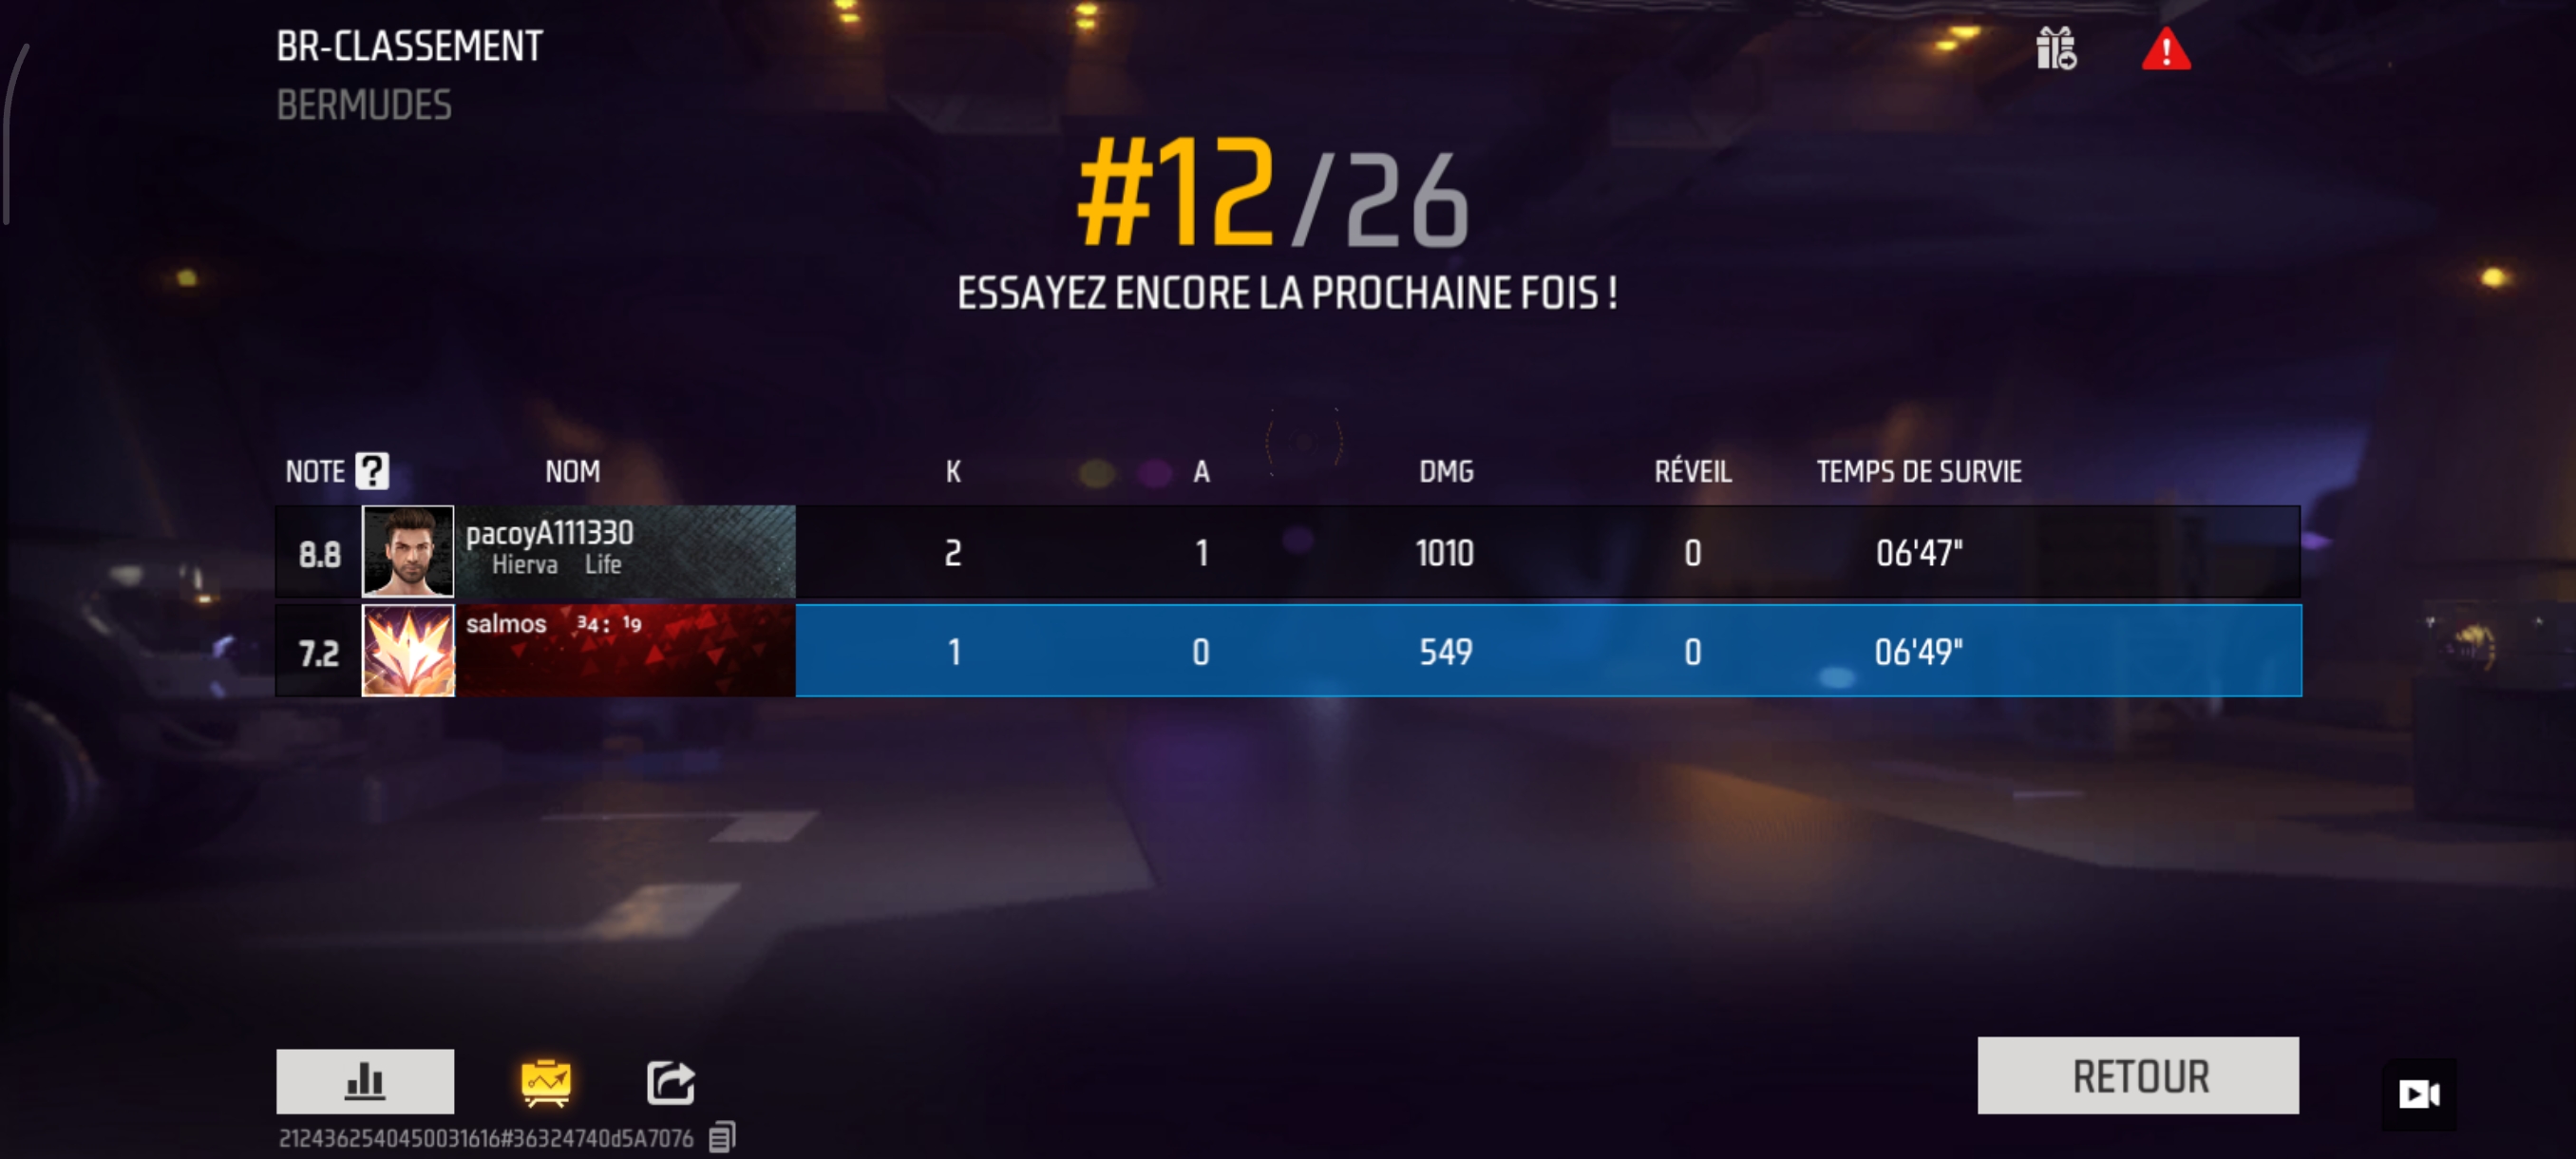 BR-CLASSEMENT
BERMUDES
#12/26
ESSAYEZ ENCORE LA PROCHAINE FOIS !
NOTE ? NOM K A DMG RÉVEIL TEMPS DE SURVIE
8.8 pacoyA111330 2 1 1010 0 06'47"
Hierva Life
7.2 salmos ³⁴: ¹⁹ 1 0 549 0 06'49"
RETOUR
2124362540450031616#36324740d5A7076